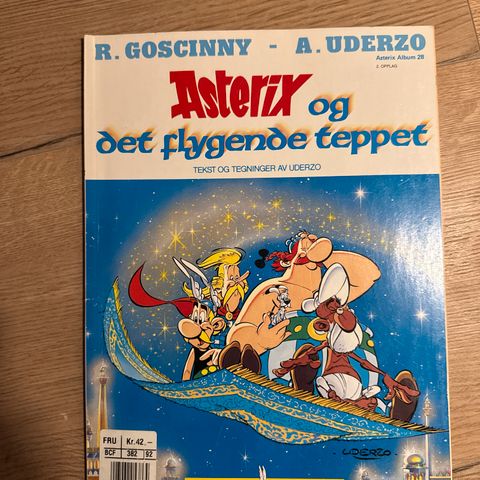 R. GOSCINNY - A. UDERZO
Asterix Album 28
2. OPPLAG
Asterix og
det flygende teppet
TEKST OG TEGNINGER AV UDERZO
UDERZO
FRU Kr.42.-
BCF 382 92